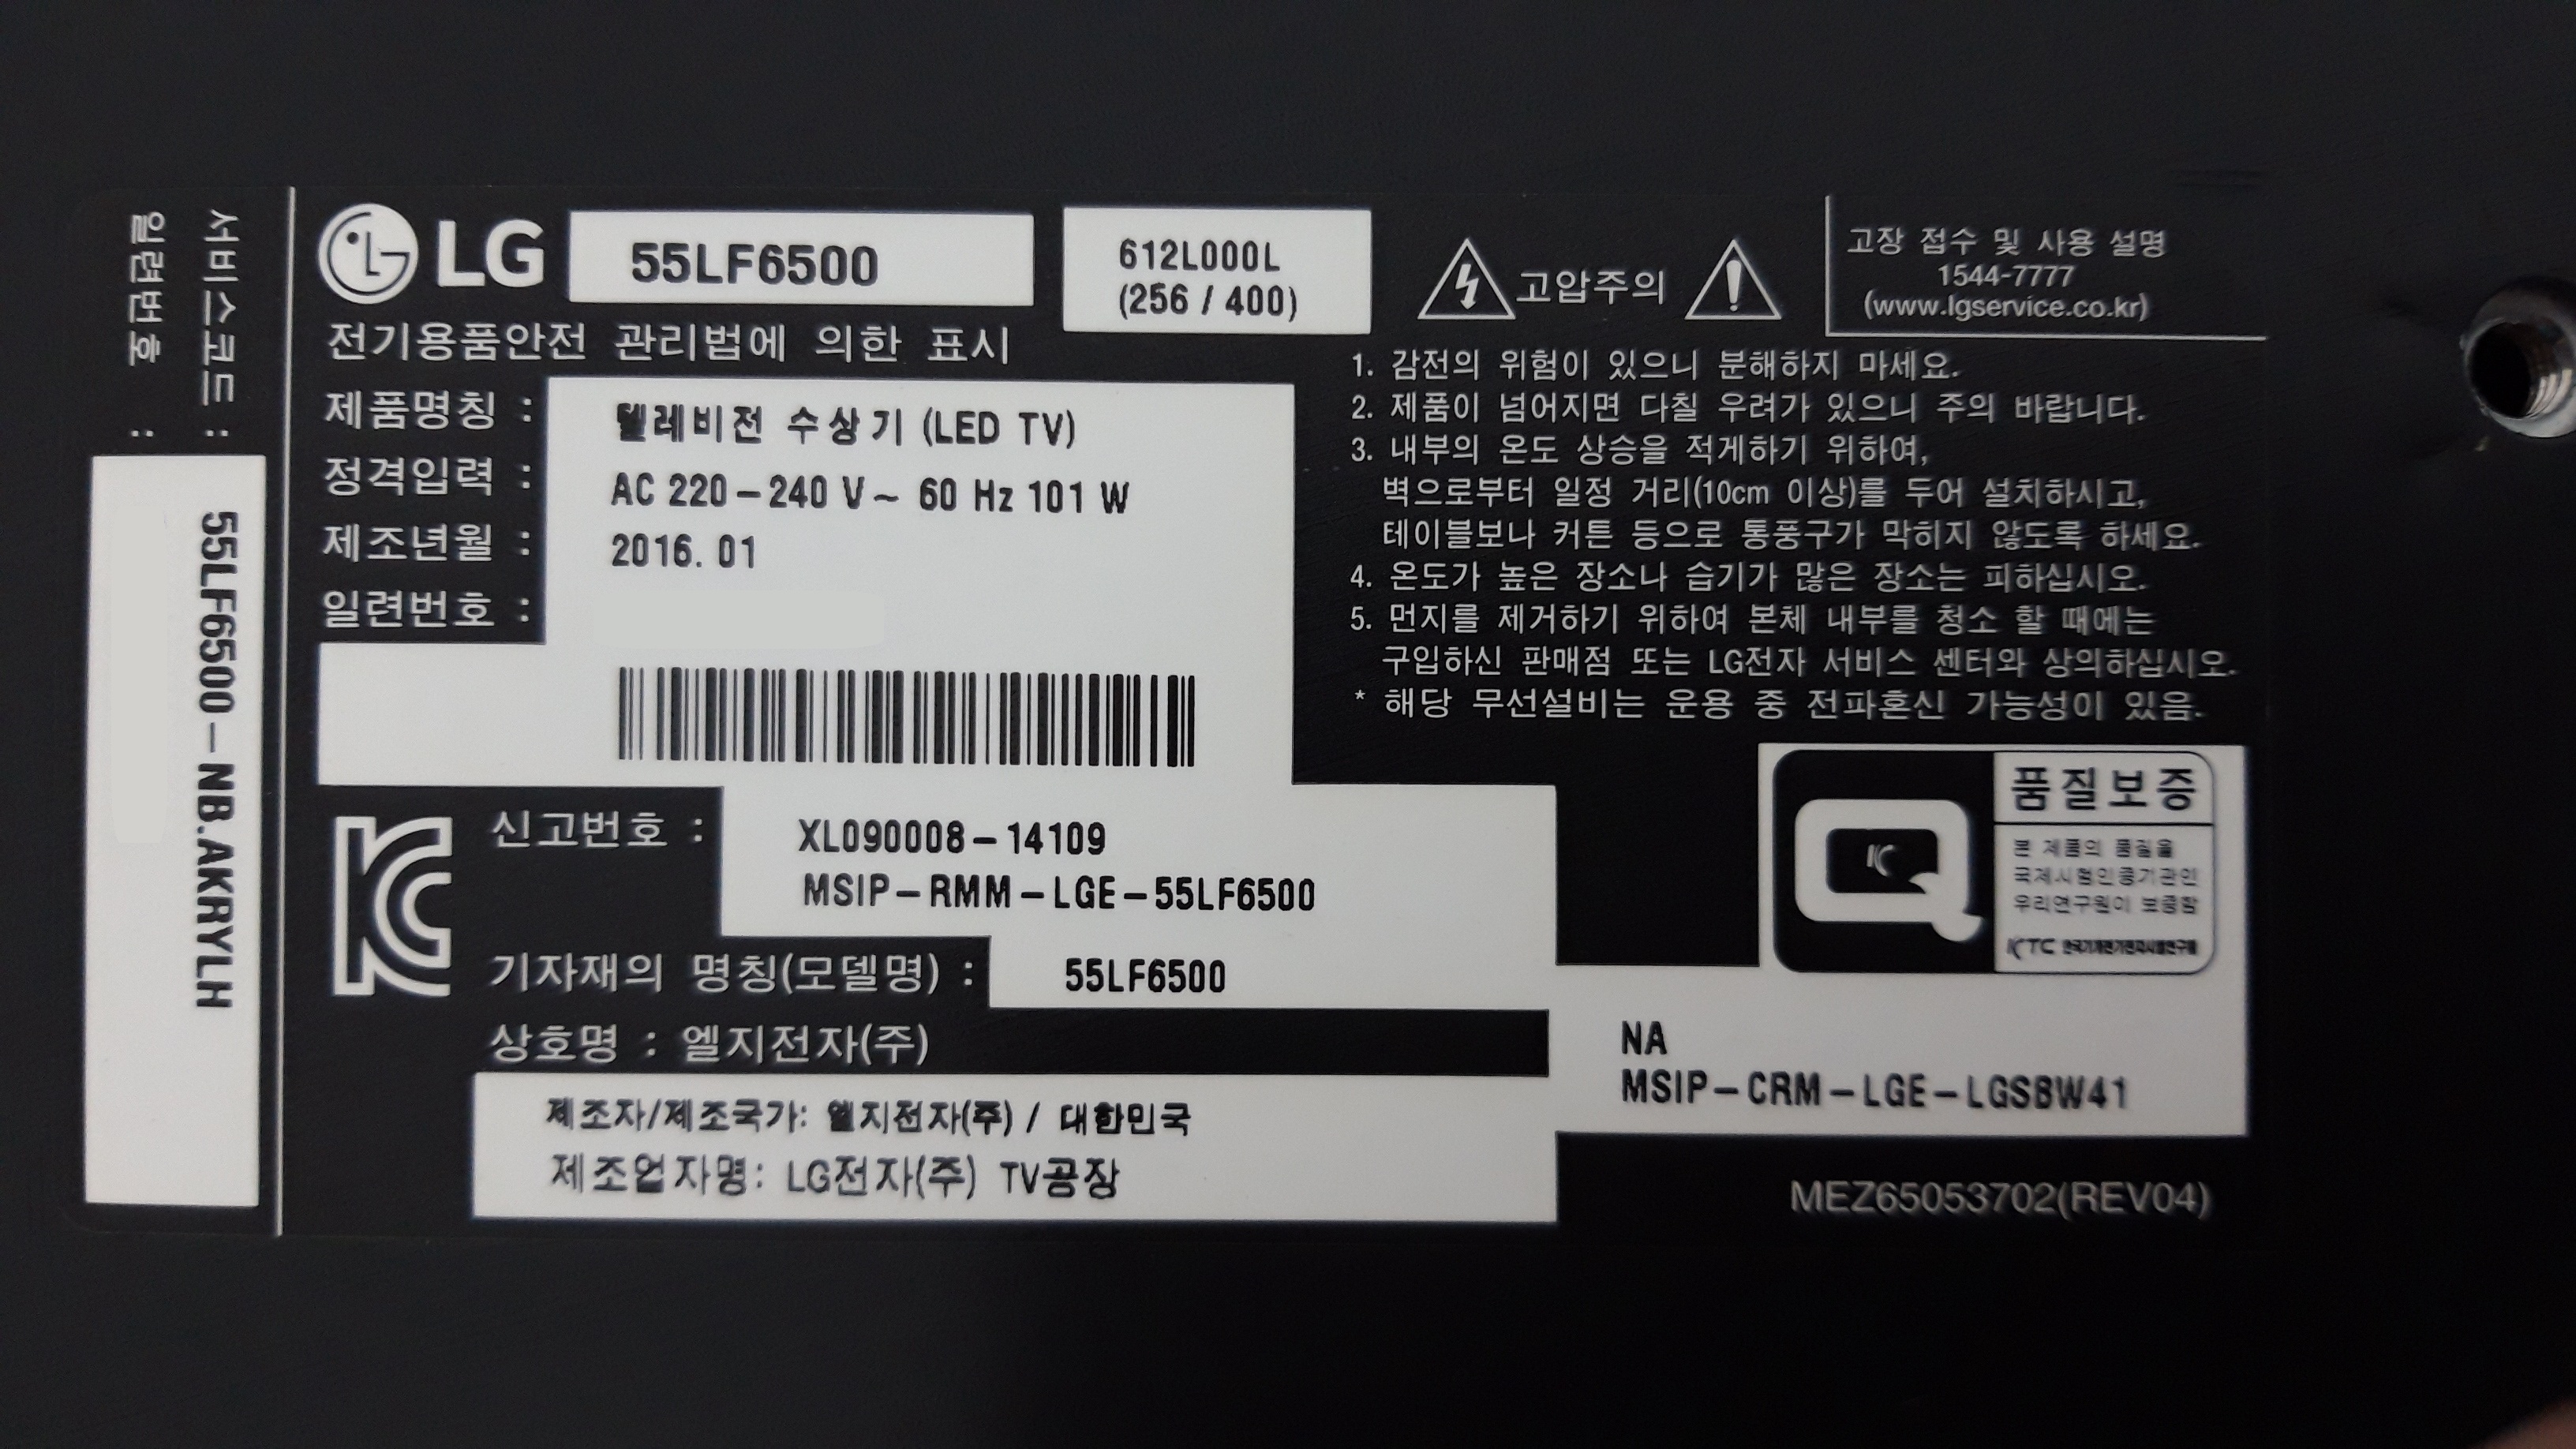 서비스코드 :
일련번호 :
55LF6500-NB.AKRYLH
LG
55LF6500
612L000L
(256 / 400)
전기용품안전 관리법에 의한 표시
제품명칭 : 텔레비전 수상기 (LED TV)
정격입력 : AC 220-240 V~ 60 Hz 101 W
제조년월 : 2016. 01
일련번호 :
신고번호 : XL090008-14109
MSIP-RMM-LGE-55LF6500
기자재의 명칭(모델명) : 55LF6500
상호명 : 엘지전자(주)
제조자/제조국가: 엘지전자(주) / 대한민국
제조업자명: LG전자(주) TV공장
고압주의
고장 접수 및 사용 설명
1544-7777
(www.lgservice.co.kr)
1. 감전의 위험이 있으니 분해하지 마세요.
2. 제품이 넘어지면 다칠 우려가 있으니 주의 바랍니다.
3. 내부의 온도 상승을 적게하기 위하여,
벽으로부터 일정 거리(10cm 이상)를 두어 설치하시고,
테이블보나 커튼 등으로 통풍구가 막히지 않도록 하세요.
4. 온도가 높은 장소나 습기가 많은 장소는 피하십시오.
5. 먼지를 제거하기 위하여 본체 내부를 청소 할 때에는
구입하신 판매점 또는 LG전자 서비스 센터와 상의하십시오.
* 해당 무선설비는 운용 중 전파혼신 가능성이 있음.
품질보증
본 제품의 품질을
국제시험인증기관인
우리연구원이 보증함
KTC 한국기계전기전자시험연구원
NA
MSIP-CRM-LGE-LGSBW41
MEZ65053702(REV04)